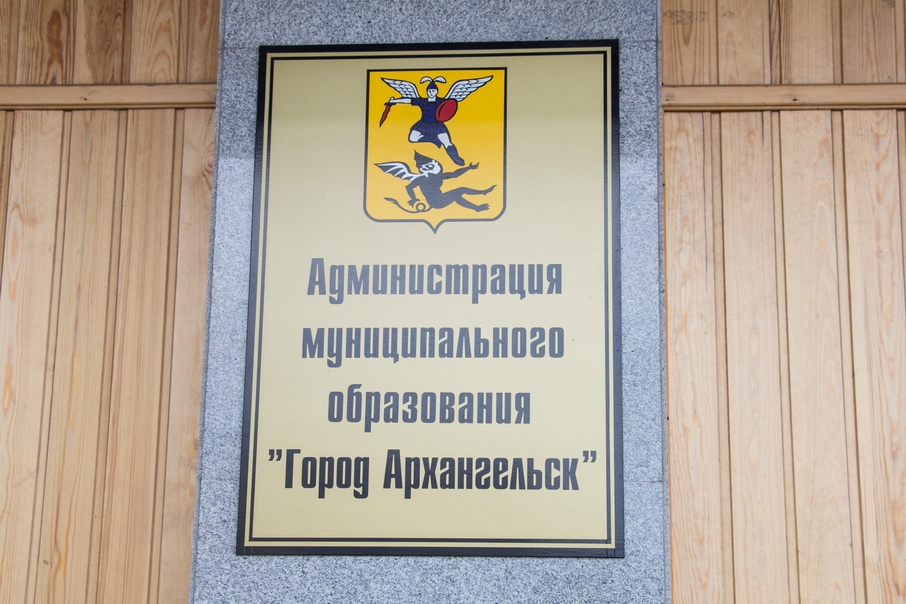 Администрация
муниципального
образования
"Город Архангельск"